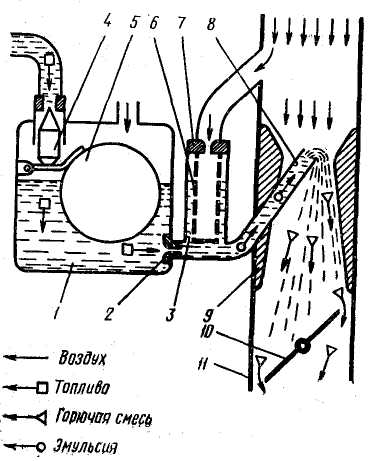 4 5 6 7 8
1 2 3 9
10
11
Воздух
Топливо
Горючая смесь
Эмульсия